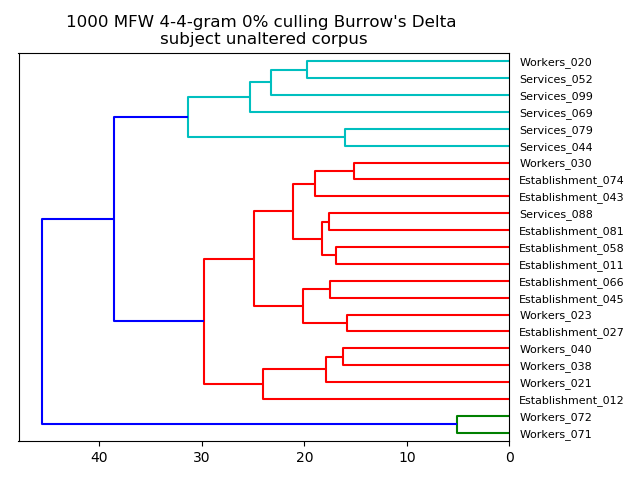 1000 MFW 4-4-gram 0% culling Burrow's Delta
subject unaltered corpus
Workers_020
Services_052
Services_099
Services_069
Services_079
Services_044
Workers_030
Establishment_074
Establishment_043
Services_088
Establishment_081
Establishment_058
Establishment_011
Establishment_066
Establishment_045
Workers_023
Establishment_027
Workers_040
Workers_038
Workers_021
Establishment_012
Workers_072
Workers_071
40 30 20 10 0